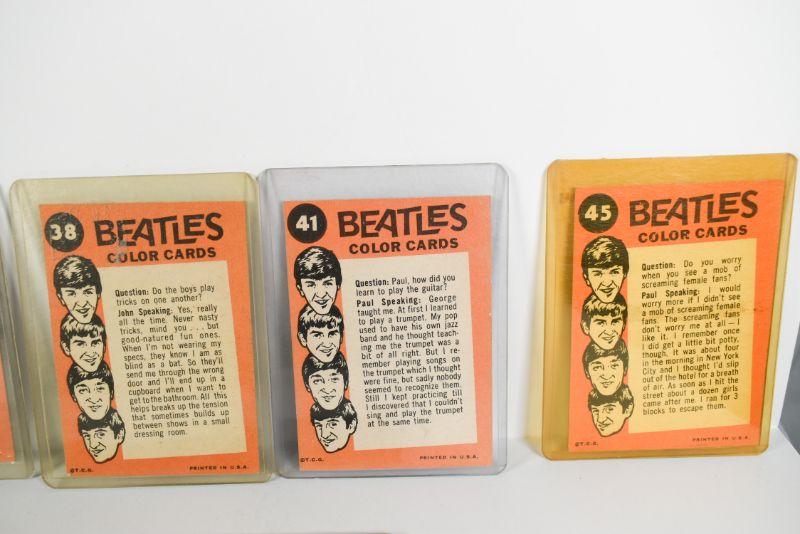 38
BEATLES
COLOR CARDS
Question: Do the boys play
tricks on one another?
John Speaking: Yes, really
all the time. Never nasty
tricks, mind you . . . but
good-natured fun ones.
When I'm not wearing my
specs, they know I am as
blind as a bat. So they'll
send me through the wrong
door and I'll end up in a
cupboard when I want to
get to the bathroom. All this
helps break up the tension
that sometimes builds up
between shows in a small
dressing room.
©T.C.G.
PRINTED IN U.S.A.
41
BEATLES
COLOR CARDS
Question: Paul, how did you
learn to play the guitar?
Paul Speaking: George
taught me. At first I learned
to play a trumpet. My pop
used to have his own jazz
band and he thought teach-
ing me the trumpet was a
bit of all right. But I re-
member playing songs on
the trumpet which I thought
were fine, but sadly nobody
seemed to recognize them.
Still I kept practicing till
I discovered that I couldn't
sing and play the trumpet
at the same time.
©T.C.G.
PRINTED IN U.S.A.
45
BEATLES
COLOR CARDS
Question: Do you worry
when you see a mob of
screaming female fans?
Paul Speaking: I would
worry more if I didn't see
a mob of screaming female
fans. The screaming fans
don't worry me at all — I
like it. I remember once
I did get a little bit potty,
though, it was about four
in the morning in New York
City and I thought I'd slip
out of the hotel for a breath
of air. As soon as I hit the
street about a dozen girls
came after me. I ran for 3
blocks to escape them.
©T.C.G.
PRINTED IN U.S.A.